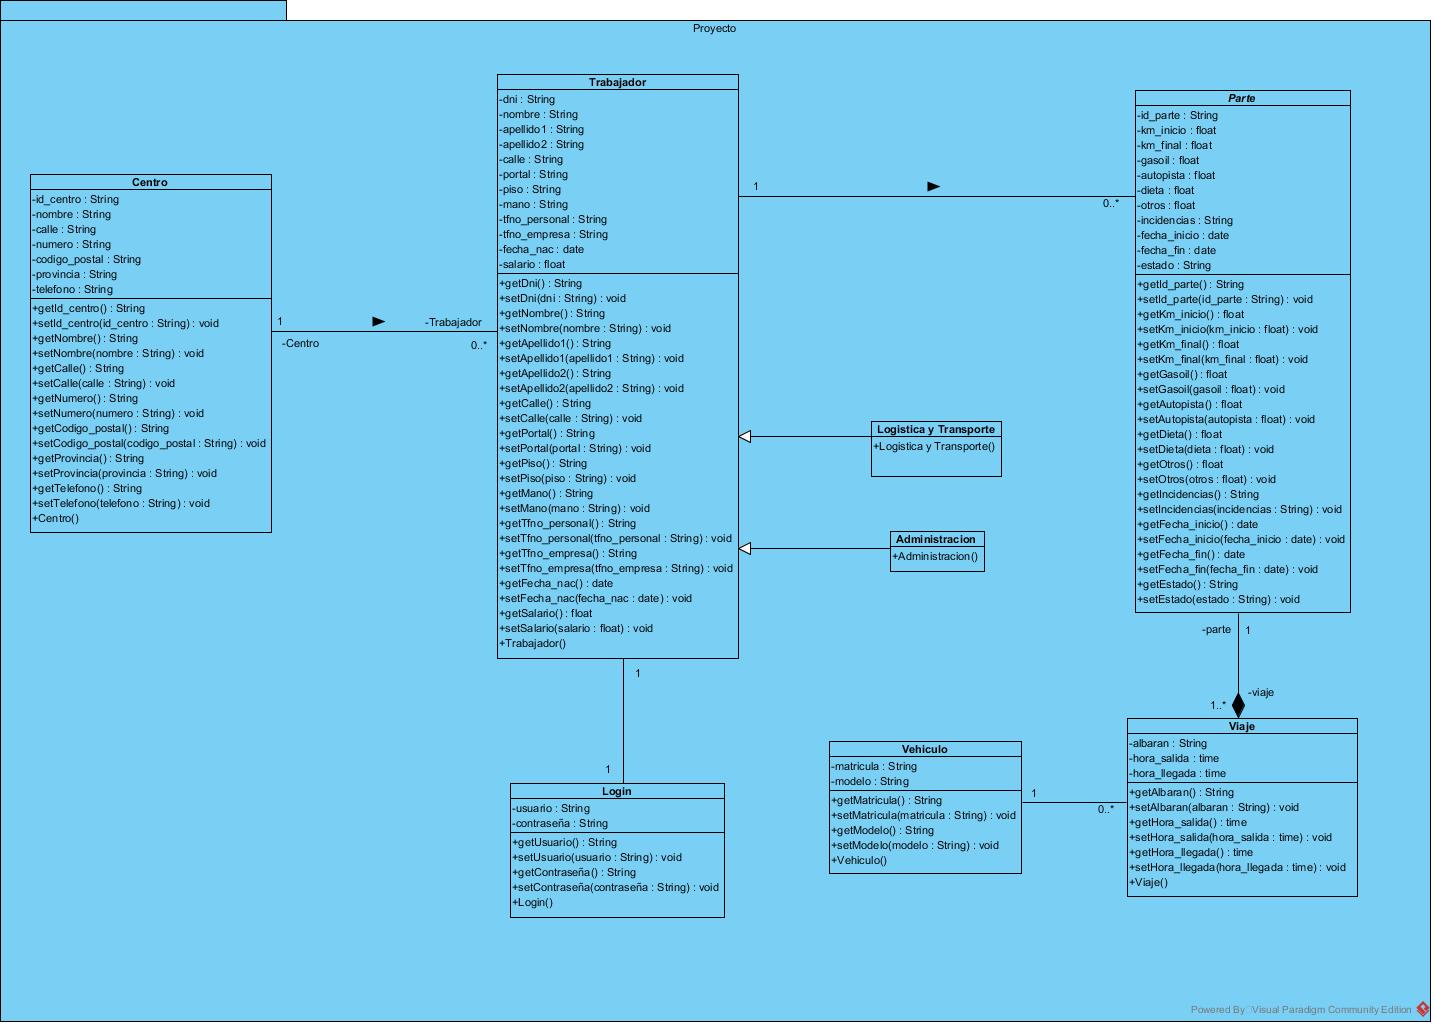 Proyecto
Centro
-id_centro : String
-nombre : String
-calle : String
-numero : String
-codigo_postal : String
-provincia : String
-telefono : String
+getId_centro() : String
+setId_centro(id_centro : String) : void
+getNombre() : String
+setNombre(nombre : String) : void
+getCalle() : String
+setCalle(calle : String) : void
+getNumero() : String
+setNumero(numero : String) : void
+getCodigo_postal() : String
+setCodigo_postal(codigo_postal : String) : void
+getProvincia() : String
+setProvincia(provincia : String) : void
+getTelefono() : String
+setTelefono(telefono : String) : void
+Centro()
1
-Centro
-Trabajador
0..*
Trabajador
-dni : String
-nombre : String
-apellido1 : String
-apellido2 : String
-calle : String
-portal : String
-piso : String
-mano : String
-tfno_personal : String
-tfno_empresa : String
-fecha_nac : date
-salario : float
+getDni() : String
+setDni(dni : String) : void
+getNombre() : String
+setNombre(nombre : String) : void
+getApellido1() : String
+setApellido1(apellido1 : String) : void
+getApellido2() : String
+setApellido2(apellido2 : String) : void
+getCalle() : String
+setCalle(calle : String) : void
+getPortal() : String
+setPortal(portal : String) : void
+getPiso() : String
+setPiso(piso : String) : void
+getMano() : String
+setMano(mano : String) : void
+getTfno_personal() : String
+setTfno_personal(tfno_personal : String) : void
+getTfno_empresa() : String
+setTfno_empresa(tfno_empresa : String) : void
+getFecha_nac() : date
+setFecha_nac(fecha_nac : date) : void
+getSalario() : float
+setSalario(salario : float) : void
+Trabajador()
1
0..*
Parte
-id_parte : String
-km_inicio : float
-km_final : float
-gasoil : float
-autopista : float
-dieta : float
-otros : float
-incidencias : String
-fecha_inicio : date
-fecha_fin : date
-estado : String
+getId_parte() : String
+setId_parte(id_parte : String) : void
+getKm_inicio() : float
+setKm_inicio(km_inicio : float) : void
+getKm_final() : float
+setKm_final(km_final : float) : void
+getGasoil() : float
+setGasoil(gasoil : float) : void
+getAutopista() : float
+setAutopista(autopista : float) : void
+getDieta() : float
+setDieta(dieta : float) : void
+getOtros() : float
+setOtros(otros : float) : void
+getIncidencias() : String
+setIncidencias(incidencias : String) : void
+getFecha_inicio() : date
+setFecha_inicio(fecha_inicio : date) : void
+getFecha_fin() : date
+setFecha_fin(fecha_fin : date) : void
+getEstado() : String
+setEstado(estado : String) : void
Logistica y Transporte
+Logistica y Transporte()
Administracion
+Administracion()
1
1
Login
-usuario : String
-contraseña : String
+getUsuario() : String
+setUsuario(usuario : String) : void
+getContraseña() : String
+setContraseña(contraseña : String) : void
+Login()
-parte
1
-viaje
1..*
Vehiculo
-matricula : String
-modelo : String
+getMatricula() : String
+setMatricula(matricula : String) : void
+getModelo() : String
+setModelo(modelo : String) : void
+Vehiculo()
1
0..*
Viaje
-albaran : String
-hora_salida : time
-hora_llegada : time
+getAlbaran() : String
+setAlbaran(albaran : String) : void
+getHora_salida() : time
+setHora_salida(hora_salida : time) : void
+getHora_llegada() : time
+setHora_llegada(hora_llegada : time) : void
+Viaje()
Powered By Visual Paradigm Community Edition